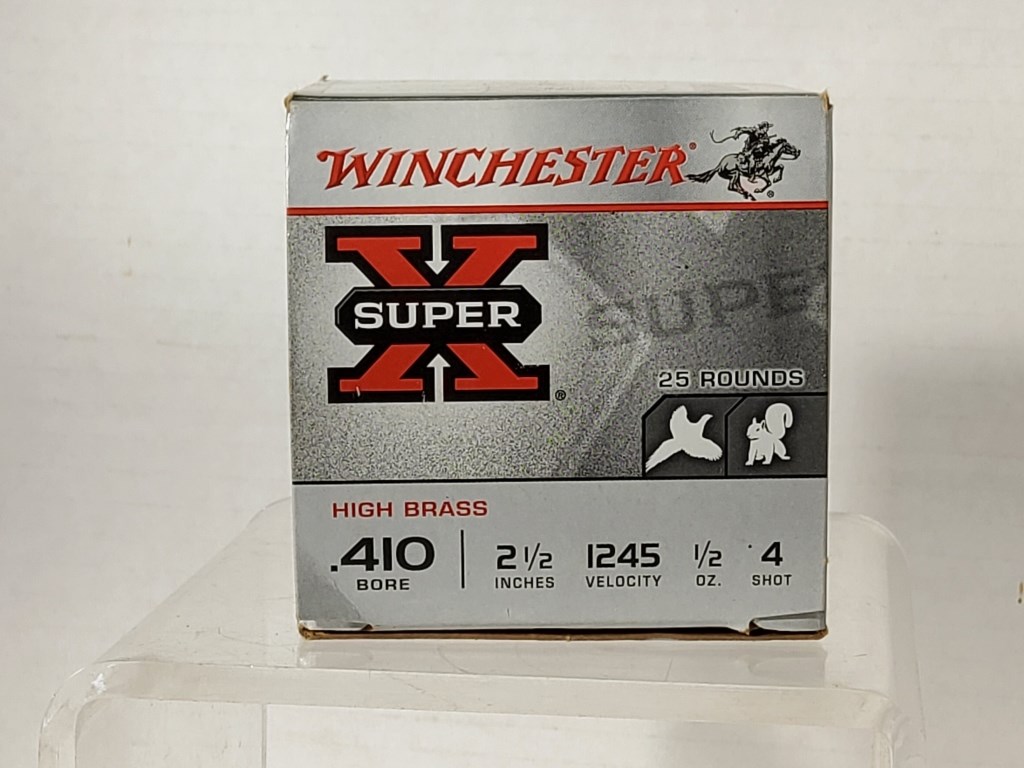 WINCHESTER®
®
X
SUPER
®
SUPE
25 ROUNDS
HIGH BRASS
.410 BORE
2 1/2 INCHES
1245 VELOCITY
1/2 OZ.
4 SHOT